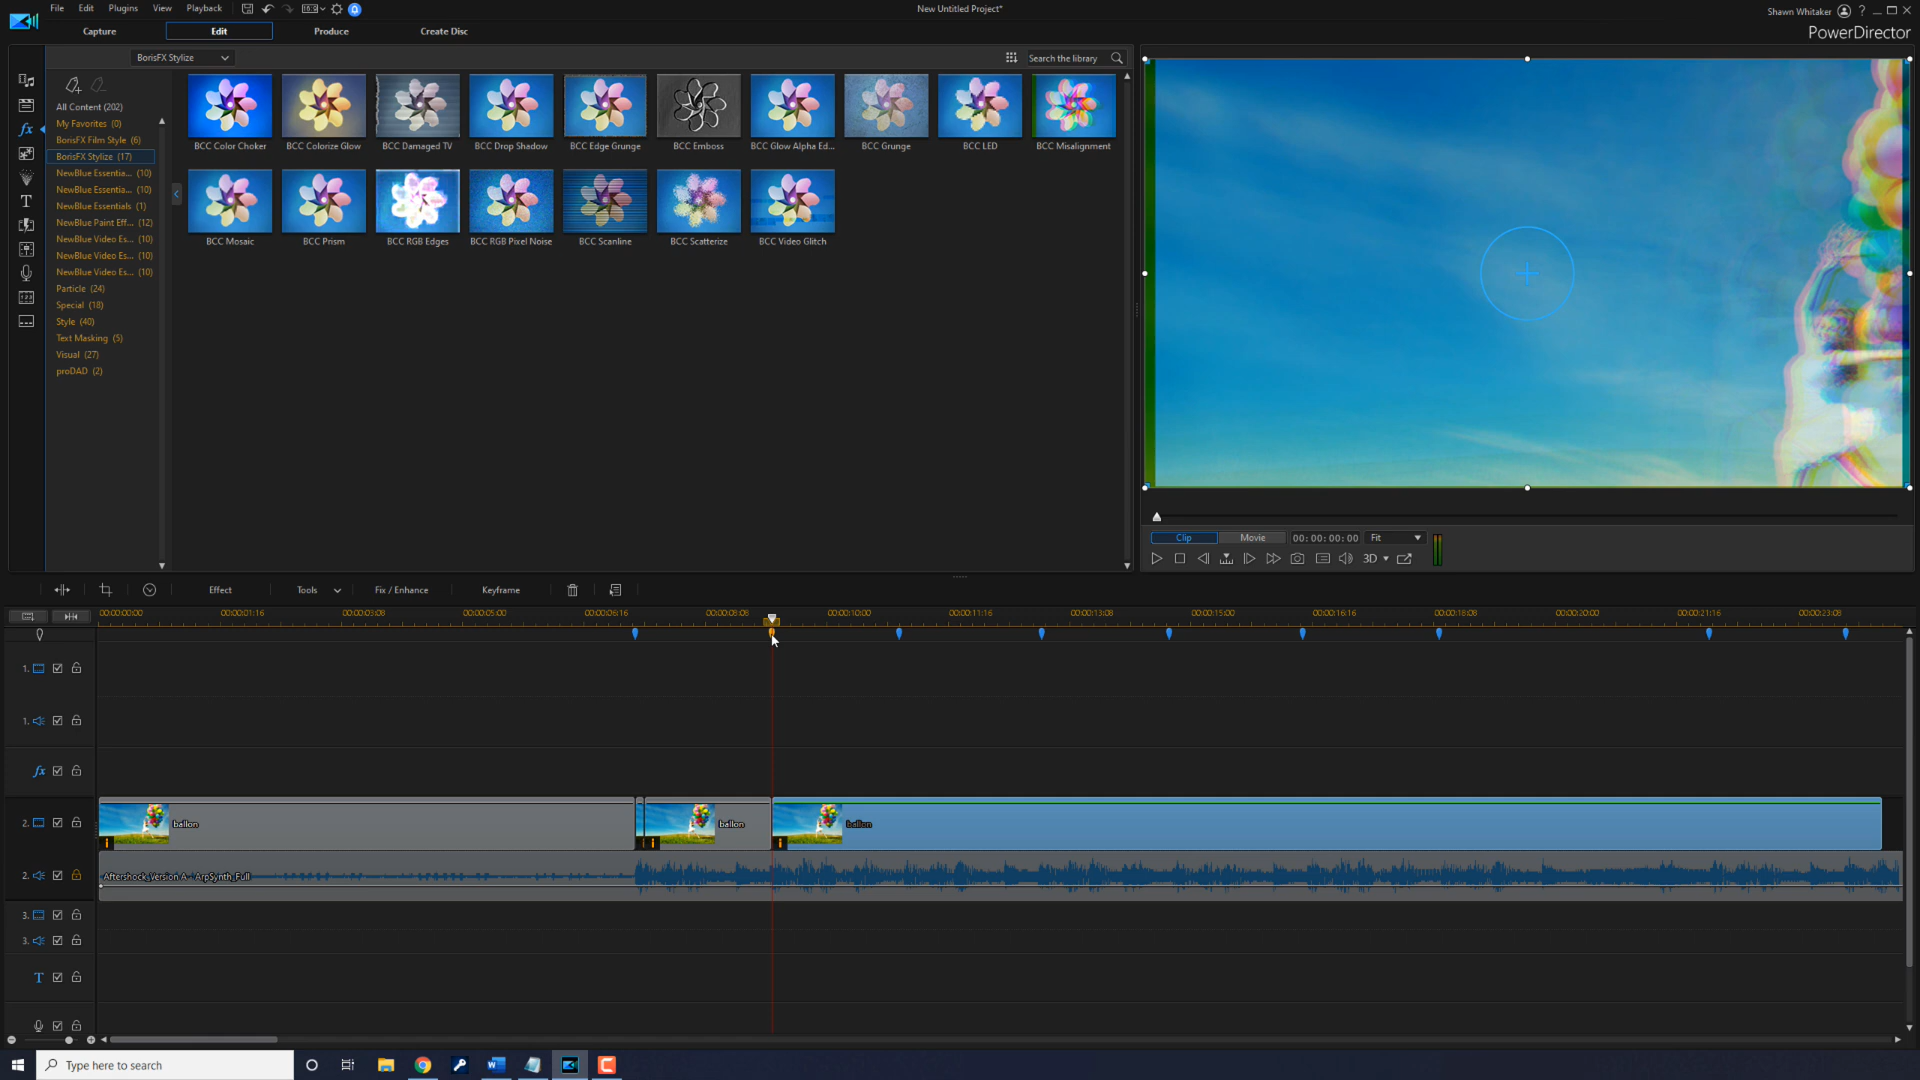 File Edit Plugins View Playback 16:9
New Untitled Project*
Shawn Whitaker ?
PowerDirector
Capture Edit Produce Create Disc
BorisFX Stylize
Search the library
All Content (202)
My Favorites (0)
BorisFX Film Style (6)
BorisFX Stylize (17)
NewBlue Essentia... (10)
NewBlue Essentia... (10)
NewBlue Essentials (1)
NewBlue Paint Eff... (12)
NewBlue Video Es... (10)
NewBlue Video Es... (10)
NewBlue Video Es... (10)
Particle (24)
Special (18)
Style (40)
Text Masking (5)
Visual (27)
proDAD (2)
BCC Color Choker BCC Colorize Glow BCC Damaged TV BCC Drop Shadow BCC Edge Grunge BCC Emboss BCC Glow Alpha Ed... BCC Grunge BCC LED BCC Misalignment
BCC Mosaic BCC Prism BCC RGB Edges BCC RGB Pixel Noise BCC Scanline BCC Scatterize BCC Video Glitch
Clip Movie 00:00:00:00 Fit
3D
Effect Tools Fix / Enhance Keyframe
00:00:00:00 00:00:01:16 00:00:03:08 00:00:05:00 00:00:06:16 00:00:08:08 00:00:10:00 00:00:11:16 00:00:13:08 00:00:15:00 00:00:16:16 00:00:18:08 00:00:20:00 00:00:21:16 00:00:23:08
1.
1.
fx
2. ballon ballon ballon
2. Aftershock_Version A - ArpSynth_Full
3.
3.
T
Type here to search